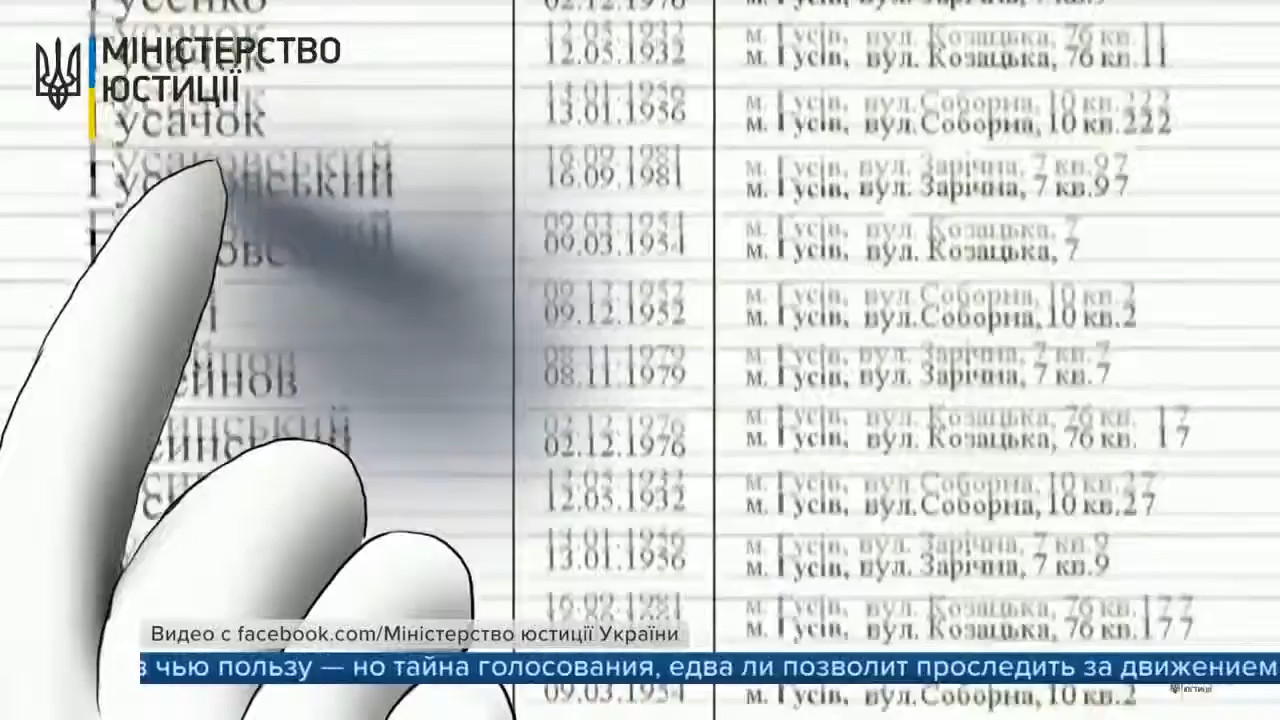 Гусенко 02.12.1976
МІНІСТЕРСТВО
ЮСТИЦІЇ
12.05.1932 м. Гусів, вул. Козацька, 76 кв.11
Гусачок 13.01.1956 м. Гусів, вул.Соборна, 10 кв.222
16.09.1981 м. Гусів, вул. Зарічна, 7 кв.97
09.03.1954 м. Гусів, вул. Козацька, 7
09.12.1952 м. Гусів, вул.Соборна, 10 кв.2
08.11.1979 м. Гусів, вул. Зарічна, 7 кв.7
02.12.1976 м. Гусів, вул. Козацька, 76 кв. 17
12.05.1932 м. Гусів, вул.Соборна, 10 кв.27
13.01.1956 м. Гусів, вул. Зарічна, 7 кв.9
м. Гусів, вул. Козацька, 76 кв.177
Видео с facebook.com/Міністерство юстиції України
в чью пользу — но тайна голосования, едва ли позволит проследить за движением
09.03.1954 м. Гусів, вул.Соборна, 10 кв.2